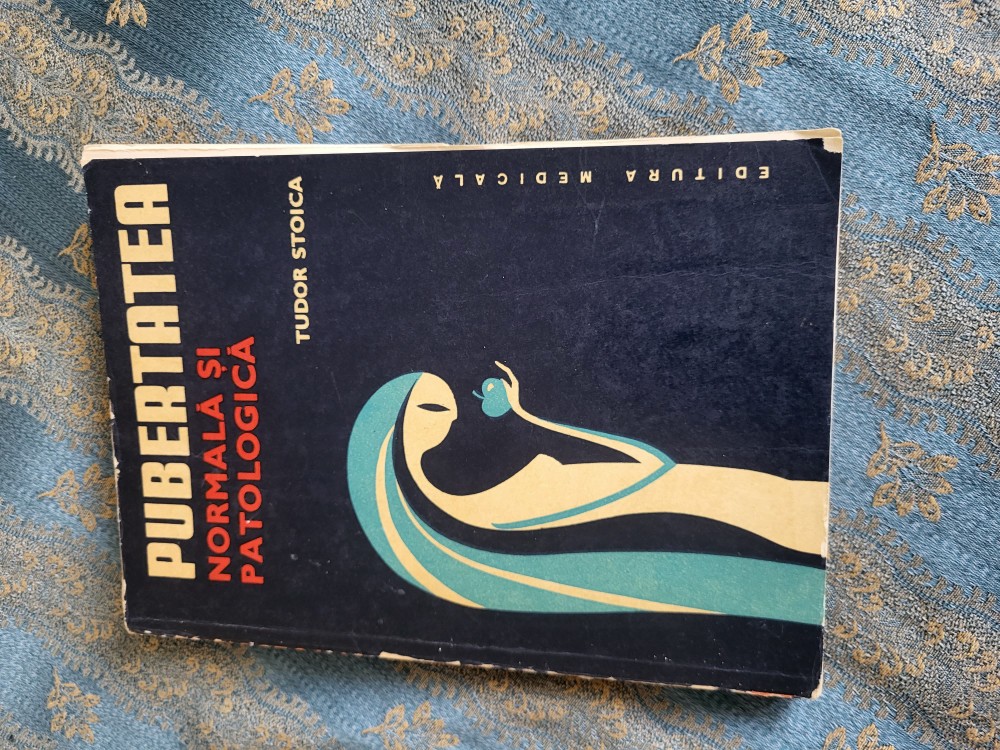 PUBERTATEA
NORMALĂ ȘI
PATOLOGICĂ
TUDOR STOICA
EDITURA MEDICALĂ